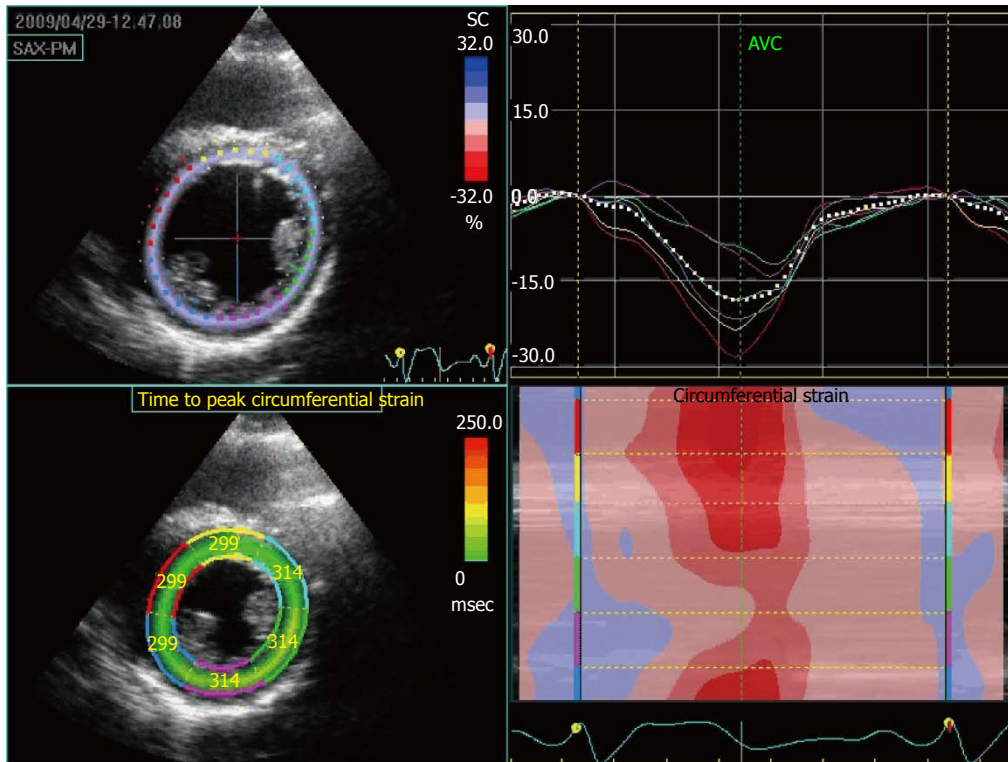 2009/04/29-12,47,08
SAX-PM
SC
32.0
-32.0
%
30.0
AVC
15.0
0.0
-15.0
-30.0
Time to peak circumferential strain
250.0
0
msec
299
314
299
299
314
314
Circumferential strain